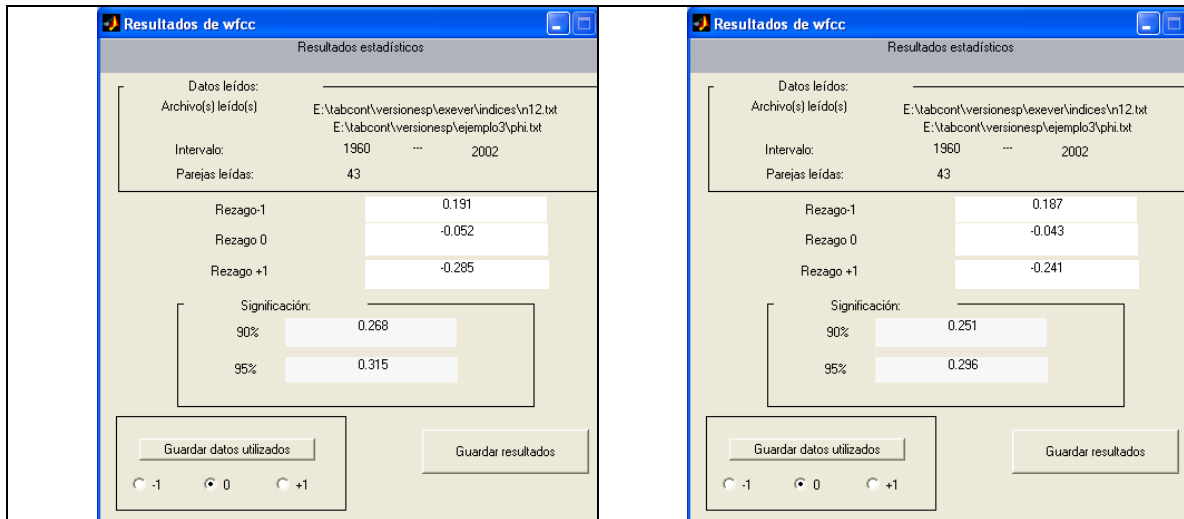 Resultados de wfcc
Resultados estadísticos
Datos leídos:
Archivo(s) leído(s)
E:\tabcont\versionesp\exever\indices\n12.txt
E:\tabcont\versionesp\ejemplo3\phi.txt
Intervalo: 1960 --- 2002
Parejas leídas: 43
Rezago-1 0.191
Rezago 0 -0.052
Rezago +1 -0.285
Significación:
90% 0.268
95% 0.315
Guardar datos utilizados
Guardar resultados
-1 0 +1
Resultados de wfcc
Resultados estadísticos
Datos leídos:
Archivo(s) leído(s)
E:\tabcont\versionesp\exever\indices\n12.txt
E:\tabcont\versionesp\ejemplo3\phi.txt
Intervalo: 1960 --- 2002
Parejas leídas: 43
Rezago-1 0.187
Rezago 0 -0.043
Rezago +1 -0.241
Significación:
90% 0.251
95% 0.296
Guardar datos utilizados
Guardar resultados
-1 0 +1